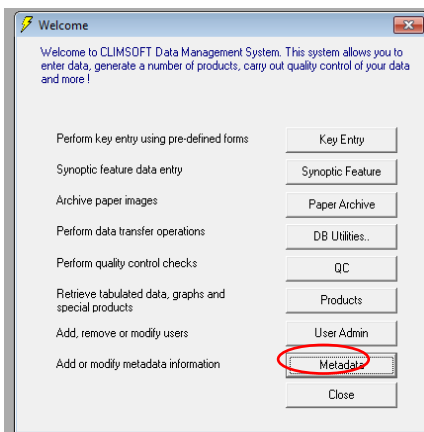 Welcome
Welcome to CLIMSOFT Data Management System. This system allows you to
enter data, generate a number of products, carry out quality control of your data
and more !
Perform key entry using pre-defined forms Key Entry
Synoptic feature data entry Synoptic Feature
Archive paper images Paper Archive
Perform data transfer operations DB Utilities..
Perform quality control checks QC
Retrieve tabulated data, graphs and
special products Products
Add, remove or modify users User Admin
Add or modify metadata information Metadata
Close